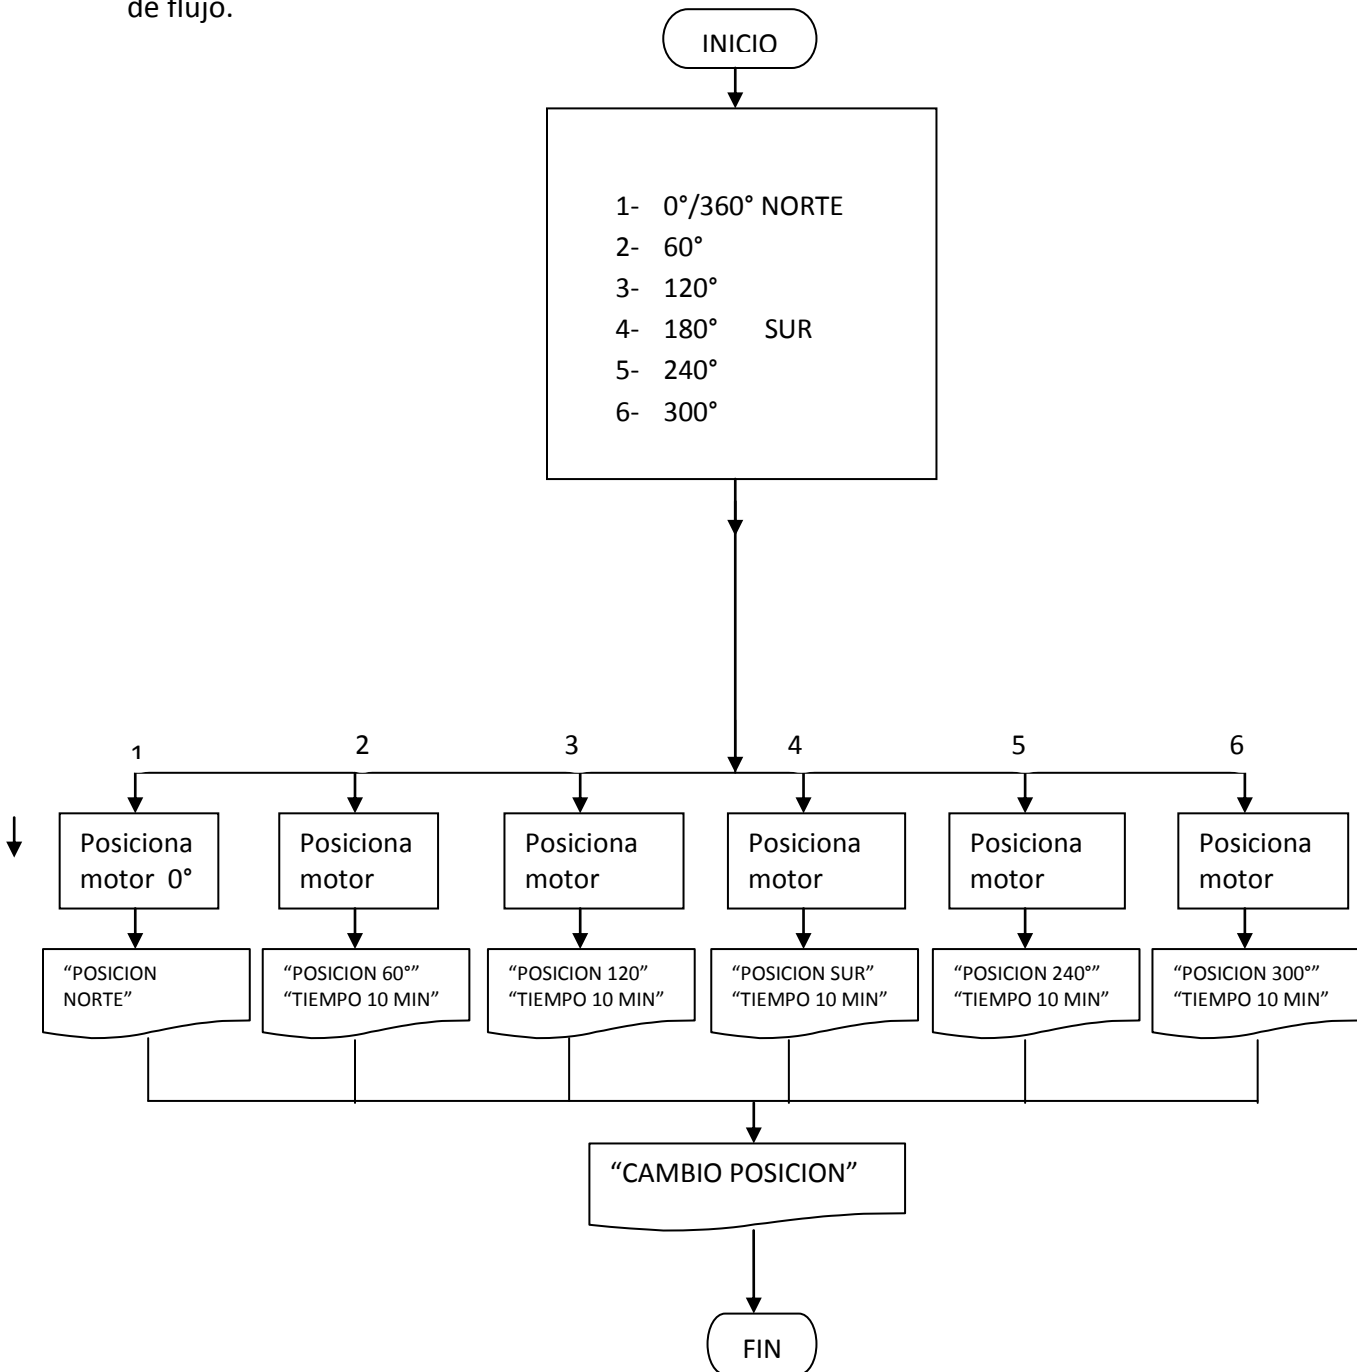 de flujo.
INICIO
1- 0°/360° NORTE
2- 60°
3- 120°
4- 180° SUR
5- 240°
6- 300°
1
2
3
4
5
6
Posiciona
motor 0°
Posiciona
motor
Posiciona
motor
Posiciona
motor
Posiciona
motor
Posiciona
motor
“POSICION
NORTE”
“POSICION 60°”
“TIEMPO 10 MIN”
“POSICION 120”
“TIEMPO 10 MIN”
“POSICION SUR”
“TIEMPO 10 MIN”
“POSICION 240°”
“TIEMPO 10 MIN”
“POSICION 300°”
“TIEMPO 10 MIN”
“CAMBIO POSICION”
FIN